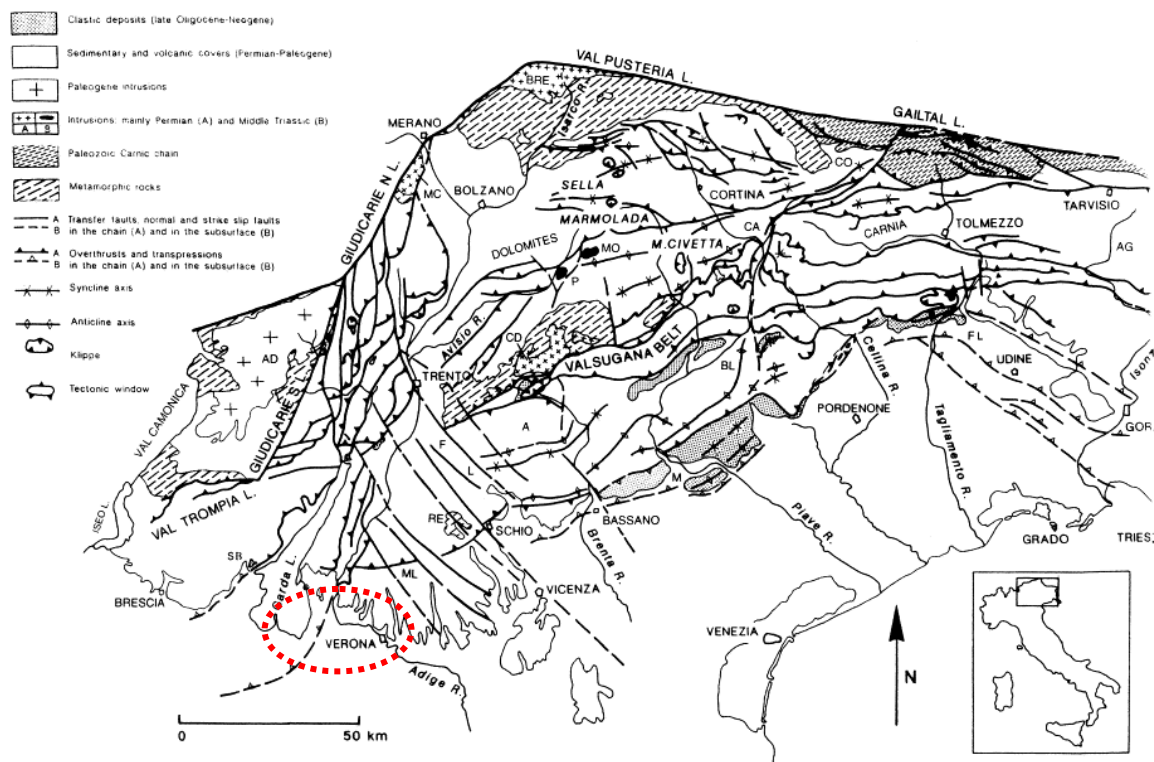 Clastic deposits (late Oligocene-Neogene)
Sedimentary and volcanic covers (Permian-Paleogene)
Paleogene intrusions
A B
Intrusions: mainly Permian (A) and Middle Triassic (B)
Paleozoic Carnic chain
Metamorphic rocks
A Transfer faults, normal and strike slip faults
B in the chain (A) and in the subsurface (B)
A Overthrusts and transpressions
B in the chain (A) and in the subsurface (B)
Syncline axis
Anticline axis
Klippe
Tectonic window
VAL PUSTERIA L.
BRE
Isarco R.
GAILTAL L.
MERANO
CO
MC
BOLZANO
SELLA
CORTINA
TARVISIO
GIUDICARIE N L.
MARMOLADA
CA
CARNIA
TOLMEZZO
DOLOMITES
MO
M. CIVETTA
AG
P
Avisio R.
AD
CD
VALSUGANA BELT
BL
Cellina R.
FL
UDINE
Isonz
TRENTO
VAL CAMONICA
GIUDICARIE S L.
PORDENONE
Tagliamento R.
GOR.
F
A
L
ISEO L.
VAL TROMPIA L.
M
RE
SCHIO
BASSANO
Brenta R.
Piave R.
GRADO
TRIES
SB
Garda L.
ML
BRESCIA
VICENZA
VERONA
VENEZIA
Adige R.
N
0 50 km